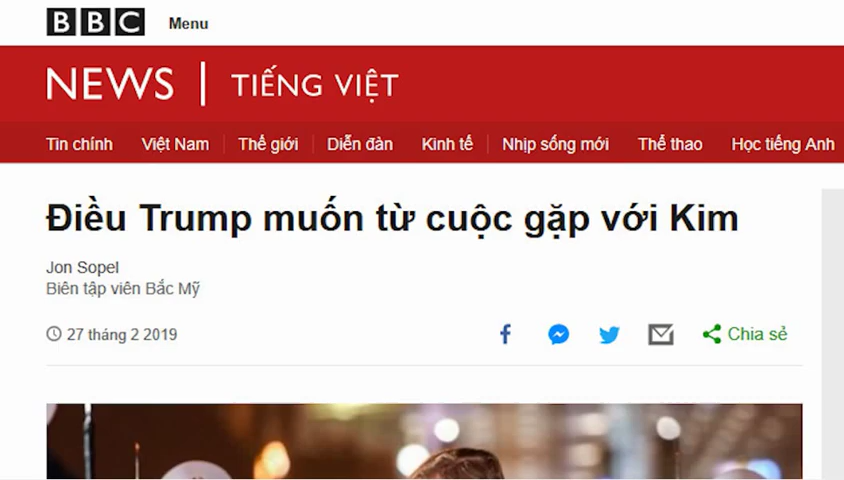 BBC Menu
NEWS | TIẾNG VIỆT
Tin chính Việt Nam Thế giới Diễn đàn Kinh tế Nhịp sống mới Thể thao Học tiếng Anh
Điều Trump muốn từ cuộc gặp với Kim
Jon Sopel
Biên tập viên Bắc Mỹ
27 tháng 2 2019
Chia sẻ